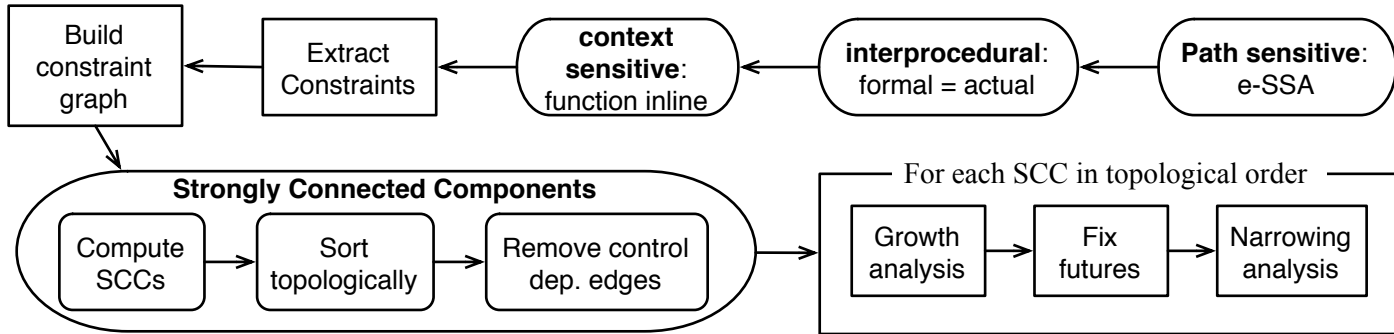 Build
constraint
graph
Extract
Constraints
context
sensitive:
function inline
interprocedural:
formal = actual
Path sensitive:
e-SSA
Strongly Connected Components
Compute
SCCs
Sort
topologically
Remove control
dep. edges
For each SCC in topological order
Growth
analysis
Fix
futures
Narrowing
analysis